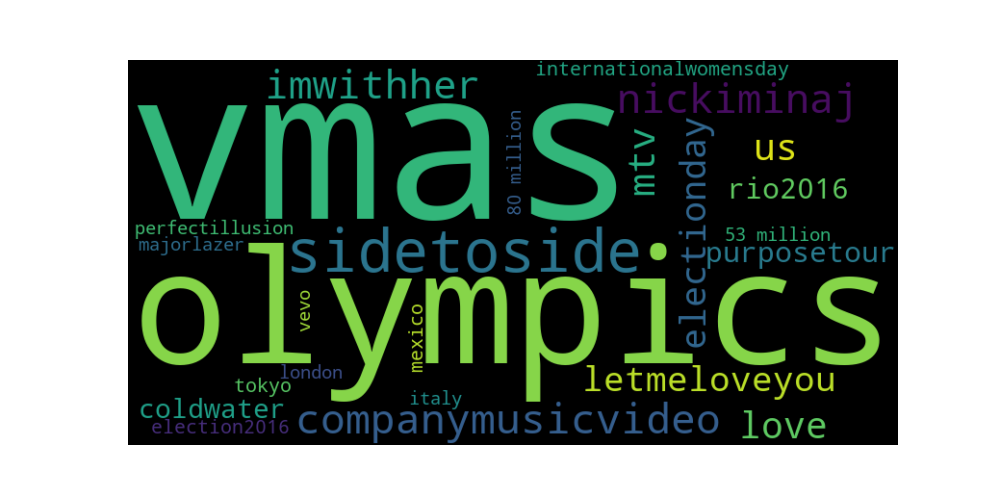 internationalwomensday
imwithher
nickiminaj
vmas
80 million
mtv
electionday
us
rio2016
perfectillusion
majorlazer
sidetoside
53 million
purposetour
olympics
vevo
mexico
london
tokyo
letmeloveyou
italy
coldwater
election2016
companymusicvideo
love